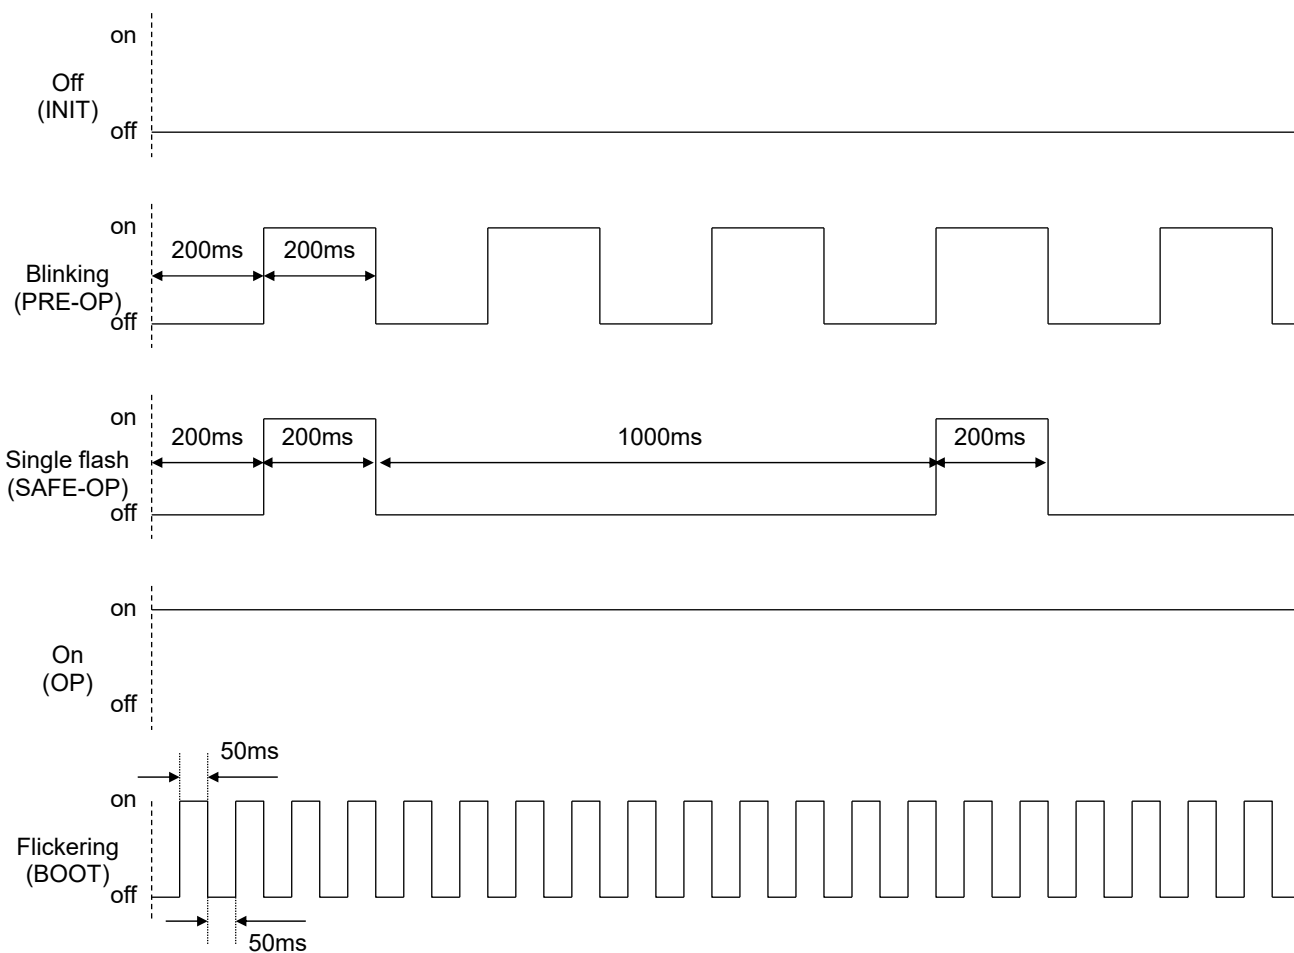 on
Off
(INIT)
off
on
200ms 200ms
Blinking
(PRE-OP)
off
on
200ms 200ms 1000ms 200ms
Single flash
(SAFE-OP)
off
on
On
(OP)
off
50ms
on
Flickering
(BOOT)
off
50ms